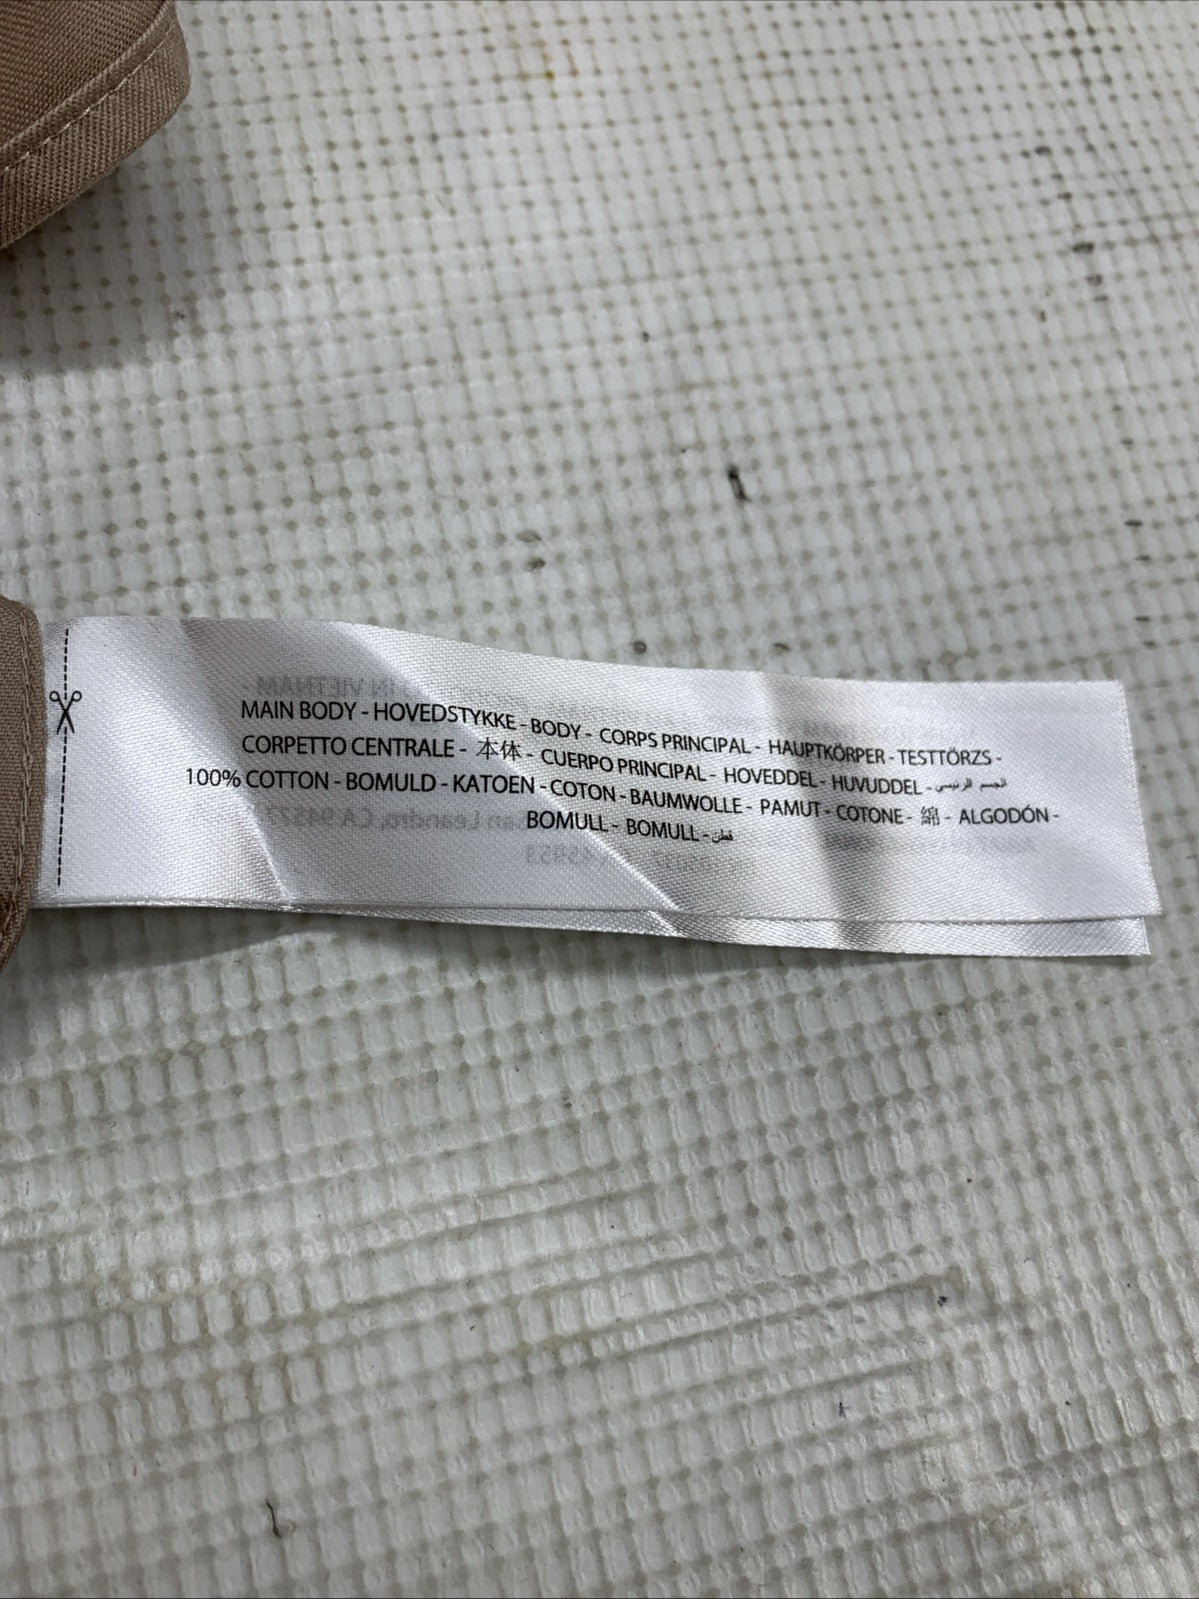 MAIN BODY - HOVEDSTYKKE - BODY - CORPS PRINCIPAL - HAUPTKÖRPER - TESTTÖRZS -
CORPETTO CENTRALE - 本体 - CUERPO PRINCIPAL - HOVEDDEL - HUVUDDEL - الجسم الرئيسي
100% COTTON - BOMULD - KATOEN - COTON - BAUMWOLLE - PAMUT - COTONE - 綿 - ALGODÓN -
BOMULL - BOMULL - قطن